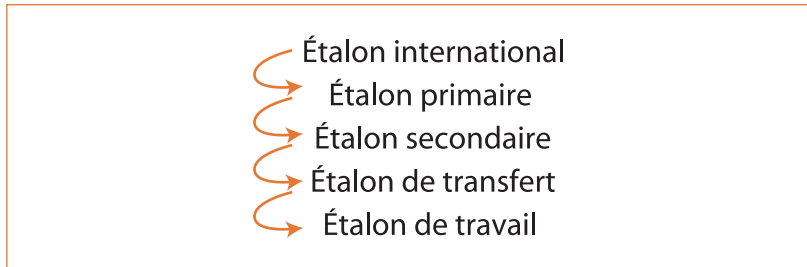 Étalon international
Étalon primaire
Étalon secondaire
Étalon de transfert
Étalon de travail